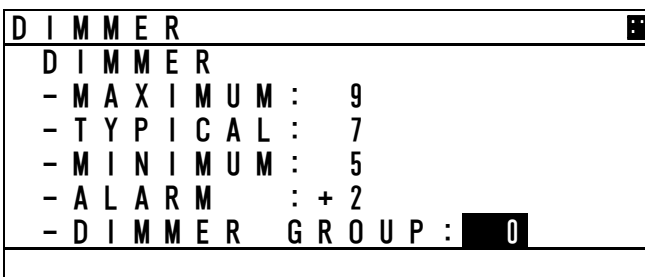 DIMMER
DIMMER
-MAXIMUM: 9
-TYPICAL: 7
-MINIMUM: 5
-ALARM :+2
-DIMMER GROUP: 0